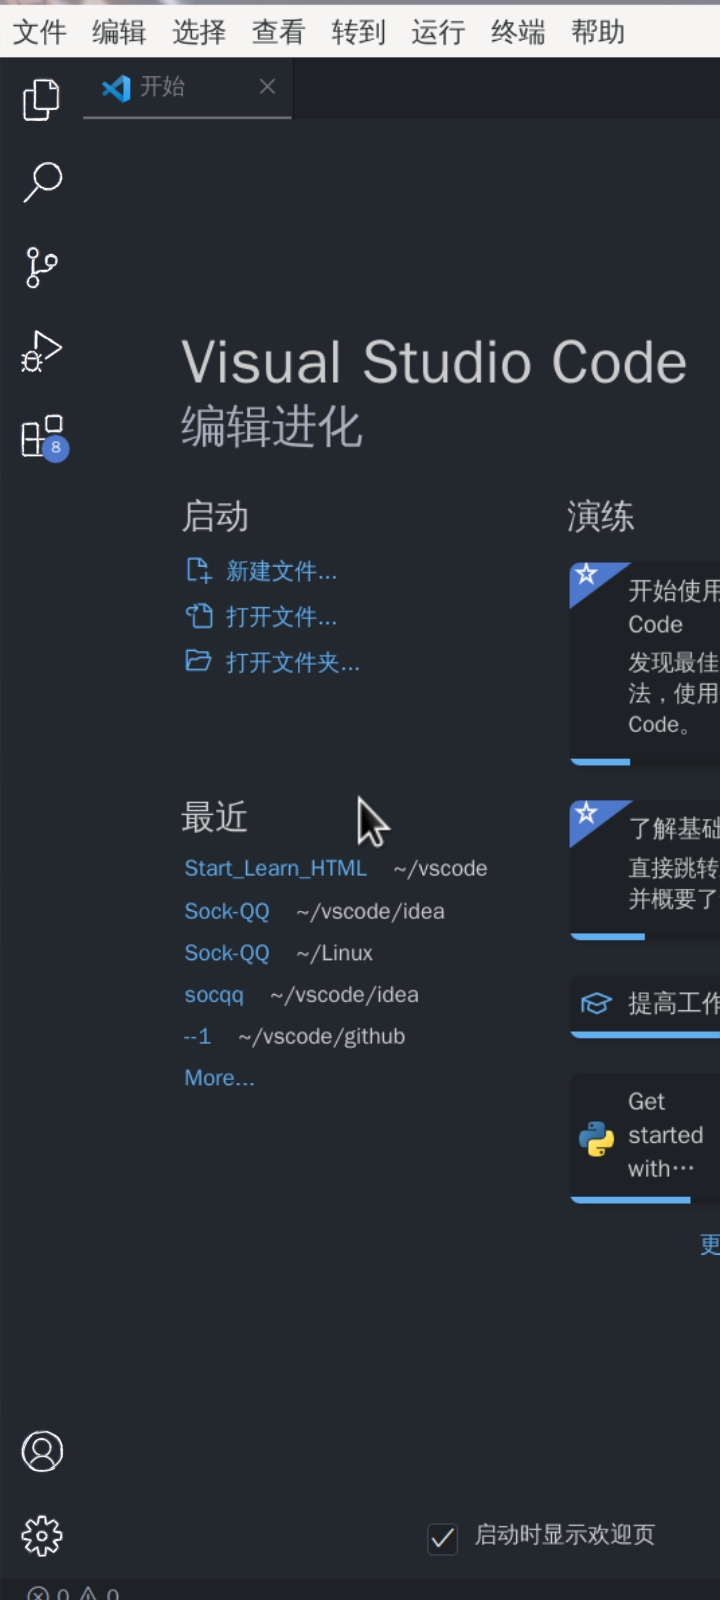 文件 编辑 选择 查看 转到 运行 终端 帮助
开始
8
Visual Studio Code
编辑进化
启动
新建文件...
打开文件...
打开文件夹...
最近
Start_Learn_HTML ~/vscode
Sock-QQ ~/vscode/idea
Sock-QQ ~/Linux
socqq ~/vscode/idea
--1 ~/vscode/github
More...
演练
开始使用
Code
发现最佳
法，使用
Code。
了解基础
直接跳转
并概要了
提高工作
Get
started
with…
更
启动时显示欢迎页
0 0